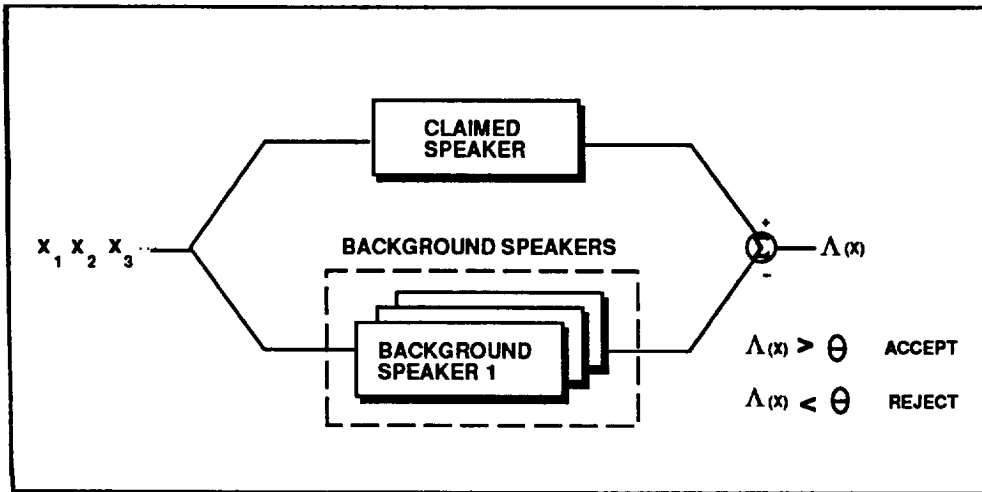 CLAIMED
SPEAKER
+
X1 X2 X3 ...
BACKGROUND SPEAKERS
Σ
Λ(X)
-
BACKGROUND
SPEAKER 1
Λ(X) > θ ACCEPT
Λ(X) < θ REJECT